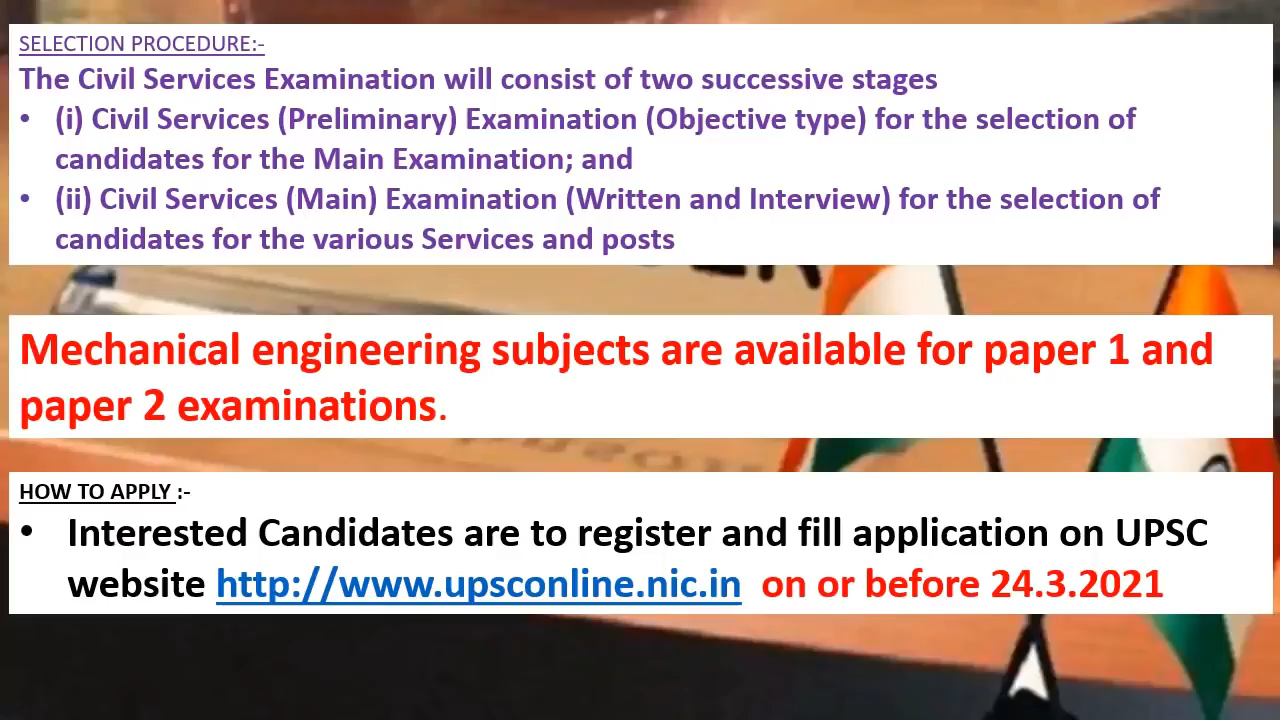 SELECTION PROCEDURE:-
The Civil Services Examination will consist of two successive stages
• (i) Civil Services (Preliminary) Examination (Objective type) for the selection of
candidates for the Main Examination; and
• (ii) Civil Services (Main) Examination (Written and Interview) for the selection of
candidates for the various Services and posts
Mechanical engineering subjects are available for paper 1 and
paper 2 examinations.
HOW TO APPLY :-
• Interested Candidates are to register and fill application on UPSC
website http://www.upsconline.nic.in on or before 24.3.2021